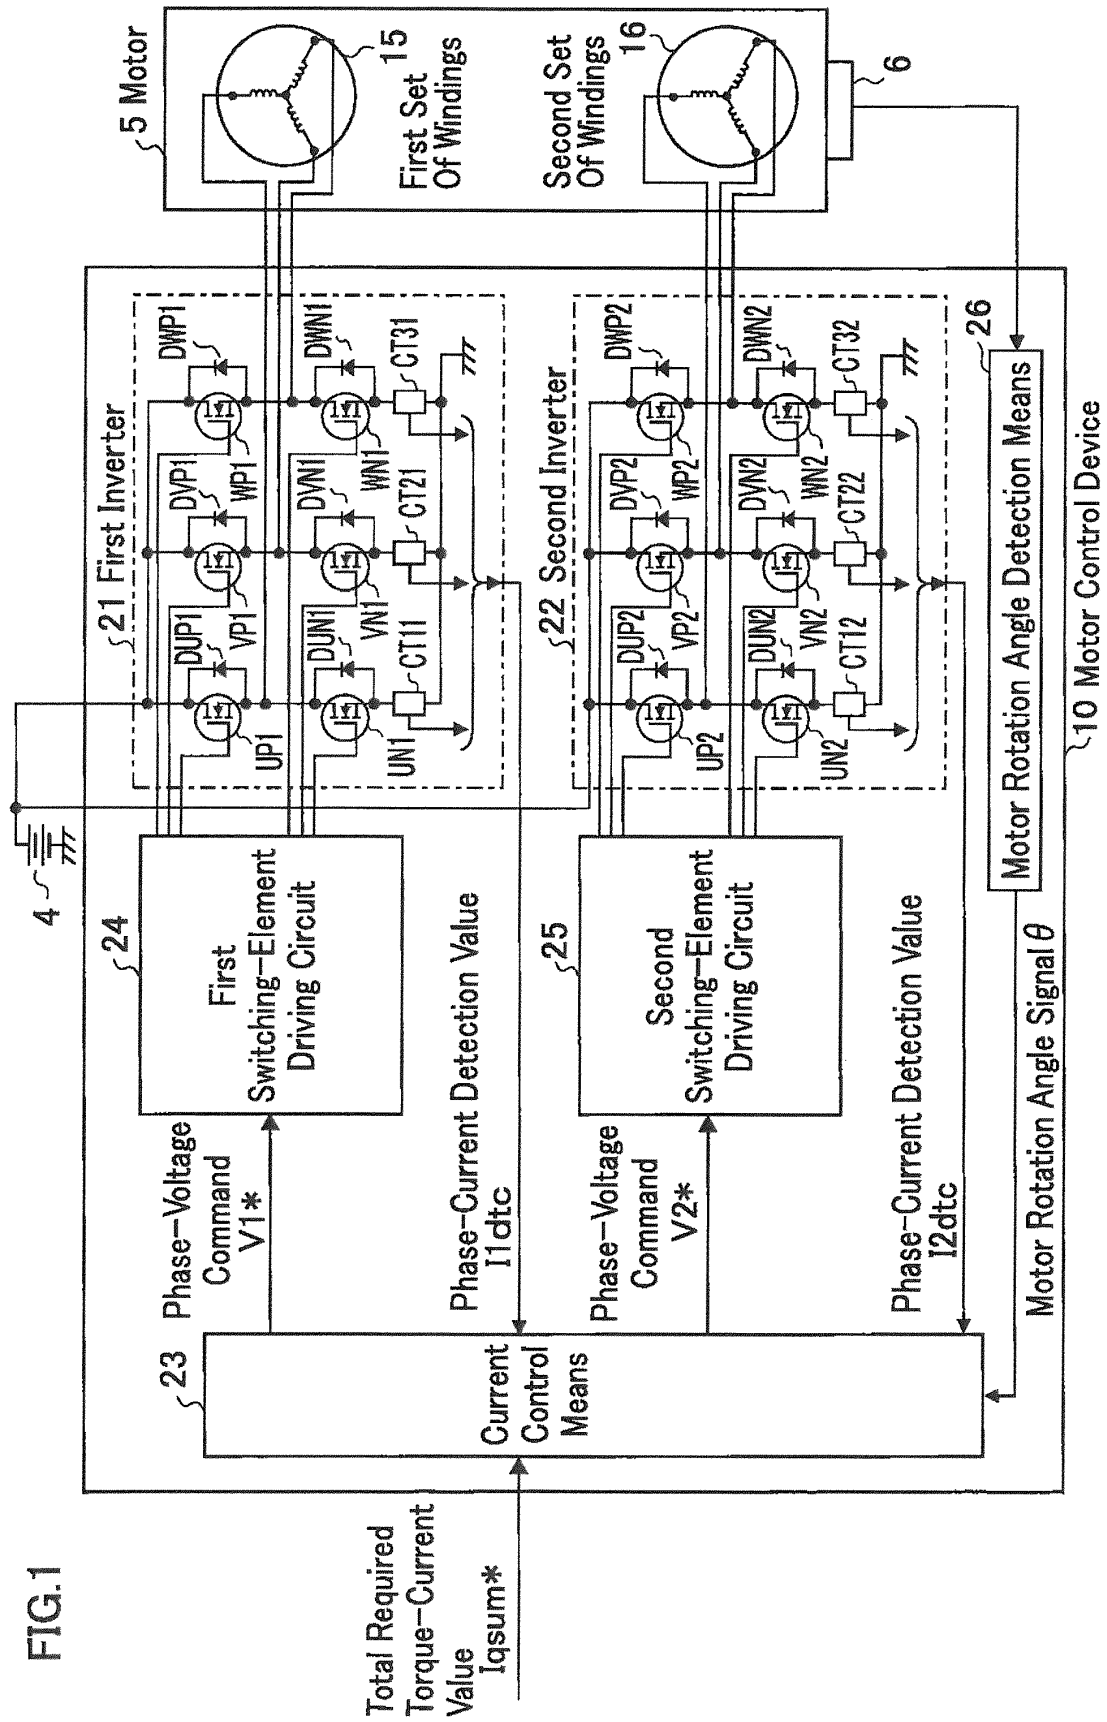 FIG.1
Total Required
Torque-Current
Value Iqsum*
23
Current
Control
Means
Phase-Voltage
Command
V1*
Phase-Current Detection Value
I1dtc
Phase-Voltage
Command
V2*
Phase-Current Detection Value
I2dtc
Motor Rotation Angle Signal θ
24
First
Switching-Element
Driving Circuit
25
Second
Switching-Element
Driving Circuit
4
21 First Inverter
DUP1
DVP1
DWP1
UP1
VP1
WP1
DUN1
DVN1
DWN1
UN1
VN1
WN1
CT11
CT21
CT31
22 Second Inverter
DUP2
DVP2
DWP2
UP2
VP2
WP2
DUN2
DVN2
DWN2
UN2
VN2
WN2
CT12
CT22
CT32
26
Motor Rotation Angle Detection Means
10 Motor Control Device
5 Motor
15
First Set
Of Windings
16
Second Set
Of Windings
6